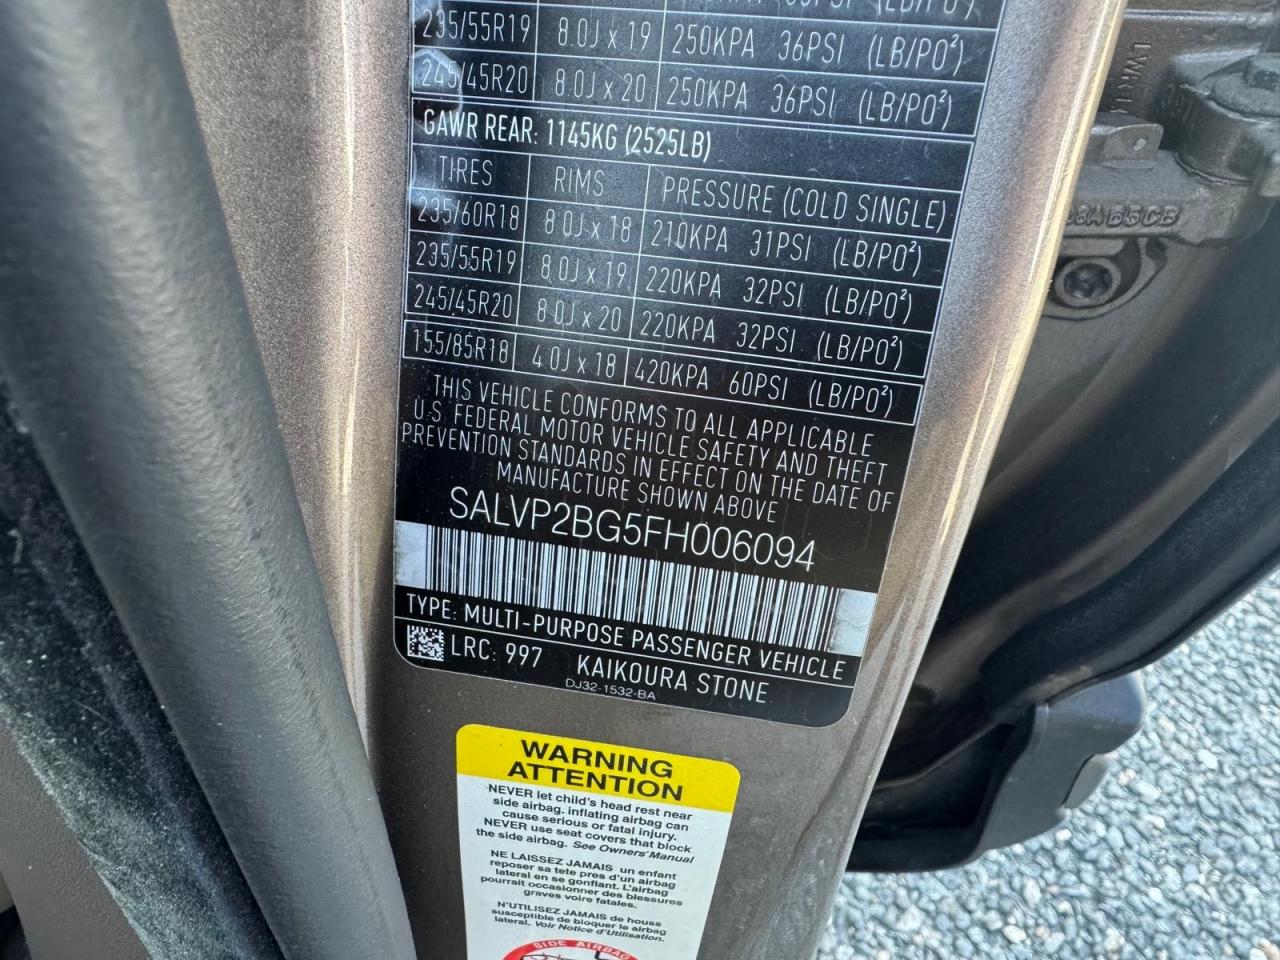 235/55R19 8.0J x 19 250KPA 36PSI (LB/PO²)
245/45R20 8.0J x 20 250KPA 36PSI (LB/PO²)
GAWR REAR: 1145KG (2525LB)
TIRES RIMS PRESSURE (COLD SINGLE)
235/60R18 8.0J x 18 210KPA 31PSI (LB/PO²)
235/55R19 8.0J x 19 220KPA 32PSI (LB/PO²)
245/45R20 8.0J x 20 220KPA 32PSI (LB/PO²)
155/85R18 4.0J x 18 420KPA 60PSI (LB/PO²)
THIS VEHICLE CONFORMS TO ALL APPLICABLE
U.S. FEDERAL MOTOR VEHICLE SAFETY AND THEFT
PREVENTION STANDARDS IN EFFECT ON THE DATE OF
MANUFACTURE SHOWN ABOVE
SALVP2BG5FH006094
TYPE: MULTI-PURPOSE PASSENGER VEHICLE
LRC: 997 KAIKOURA STONE
DJ32-1532-BA
WARNING
ATTENTION
NEVER let child's head rest near
side airbag. inflating airbag can
cause serious or fatal injury.
NEVER use seat covers that block
the side airbag. See Owners' Manual
NE LAISSEZ JAMAIS un enfant
reposer sa tete pres d'un airbag
lateral en se gonflant. L'airbag
pourrait occasionner des blessures
graves voire fatales.
N'UTILISEZ JAMAIS de housse
susceptible de bloquer le airbag
lateral. Voir Notice d'Utilisation.
SIDE AIRBAG